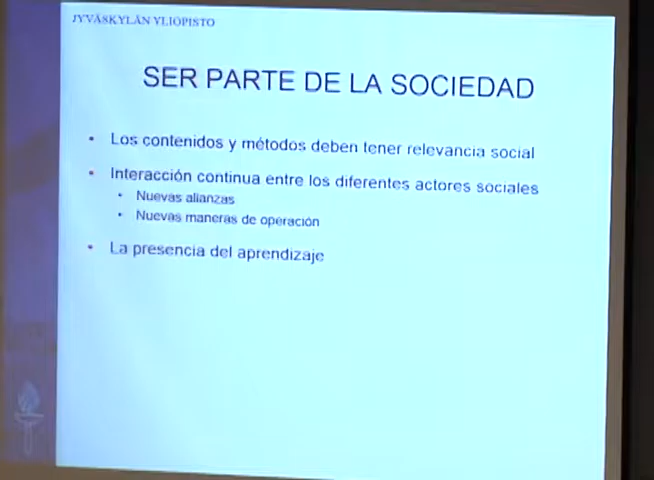 JYVÄSKYLÄN YLIOPISTO
SER PARTE DE LA SOCIEDAD
• Los contenidos y métodos deben tener relevancia social
• Interacción continua entre los diferentes actores sociales
• Nuevas alianzas
• Nuevas maneras de operación
• La presencia del aprendizaje